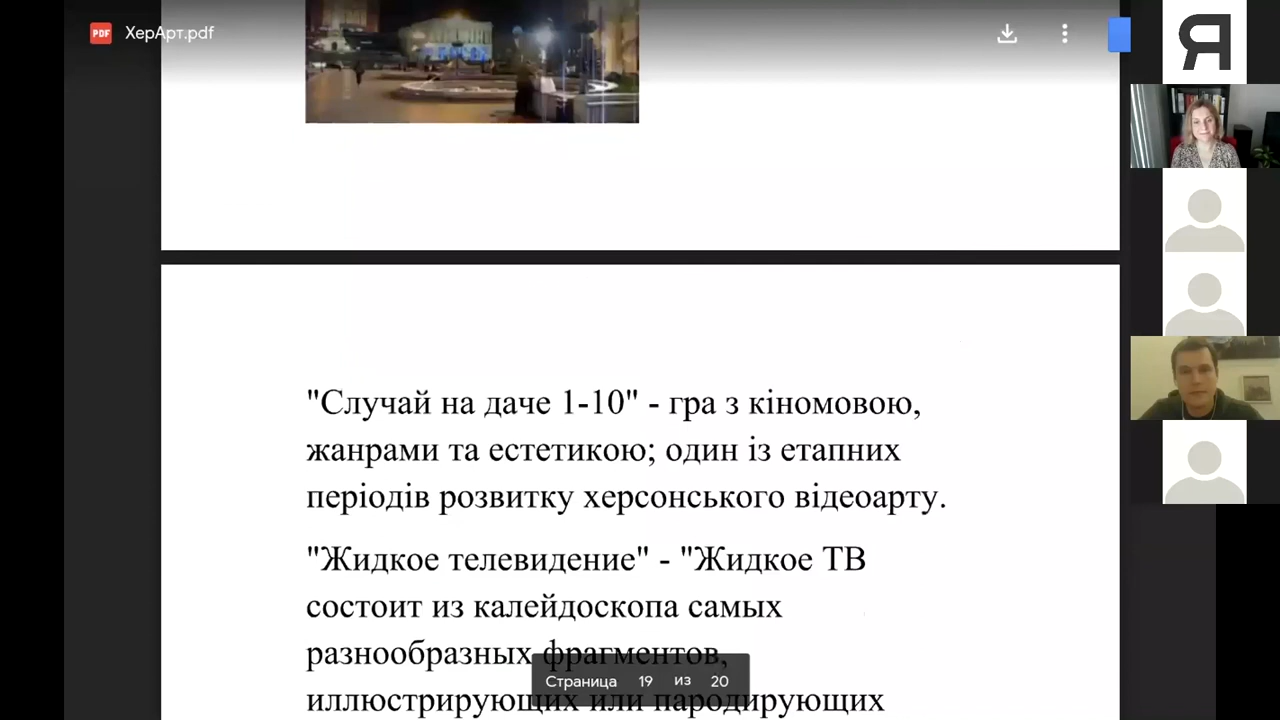 ХерАрт.pdf
Я
"Случай на даче 1-10" - гра з кіномовою,
жанрами та естетикою; один із етапних
періодів розвитку херсонського відеоарту.
"Жидкое телевидение" - "Жидкое ТВ
состоит из калейдоскопа самых
разнообразных фрагментов,
иллюстрирующих или пародирующих
Страница 19 из 20